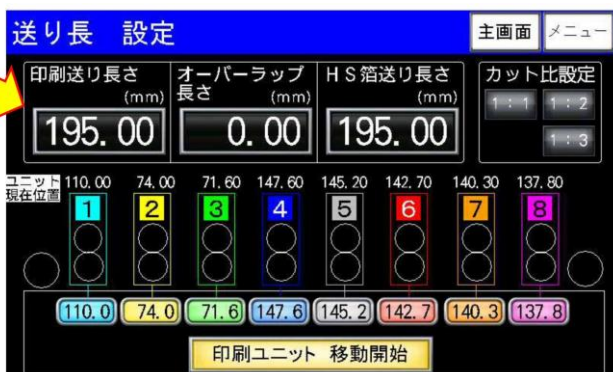 送り長 設定
主画面
メニュー
印刷送り長さ
(mm)
195.00
オーバーラップ
長さ (mm)
0.00
HS箔送り長さ
(mm)
195.00
カット比設定
1:1
1:2
1:3
ユニット
現在位置
110.00 74.00 71.60 147.60 145.20 142.70 140.30 137.80
1 2 3 4 5 6 7 8
110.0 74.0 71.6 147.6 145.2 142.7 140.3 137.8
印刷ユニット 移動開始